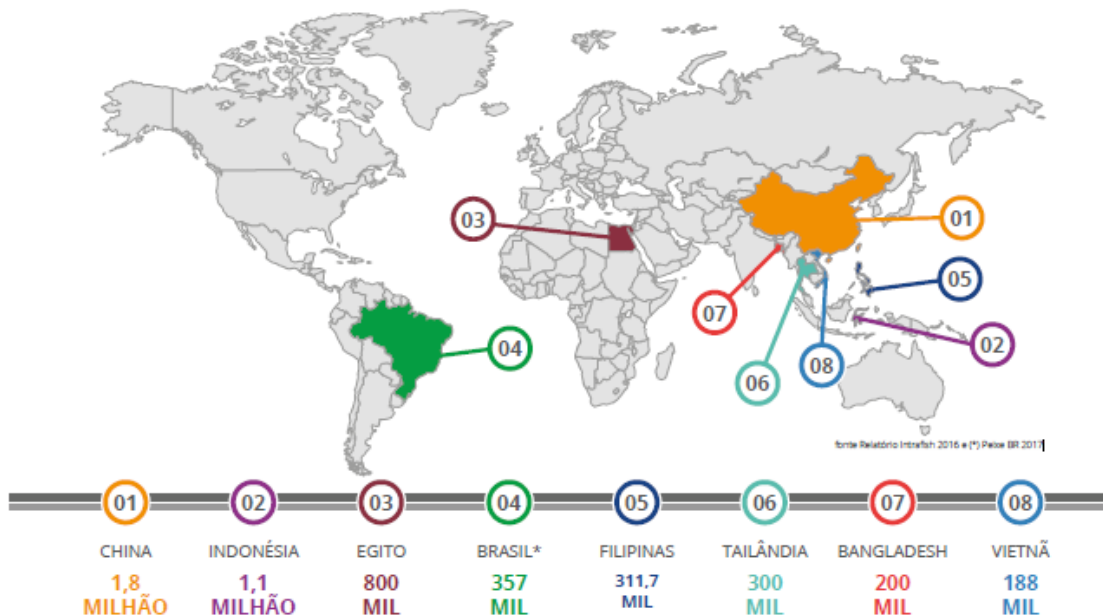 03
01
05
07
04
02
08
06
fonte Relatório Intrafish 2016 e (*) Peixe BR 2017
01 02 03 04 05 06 07 08
CHINA INDONÉSIA EGITO BRASIL* FILIPINAS TAILÂNDIA BANGLADESH VIETNÃ
1,8 1,1 800 357 311,7 300 200 188
MILHÃO MILHÃO MIL MIL MIL MIL MIL MIL